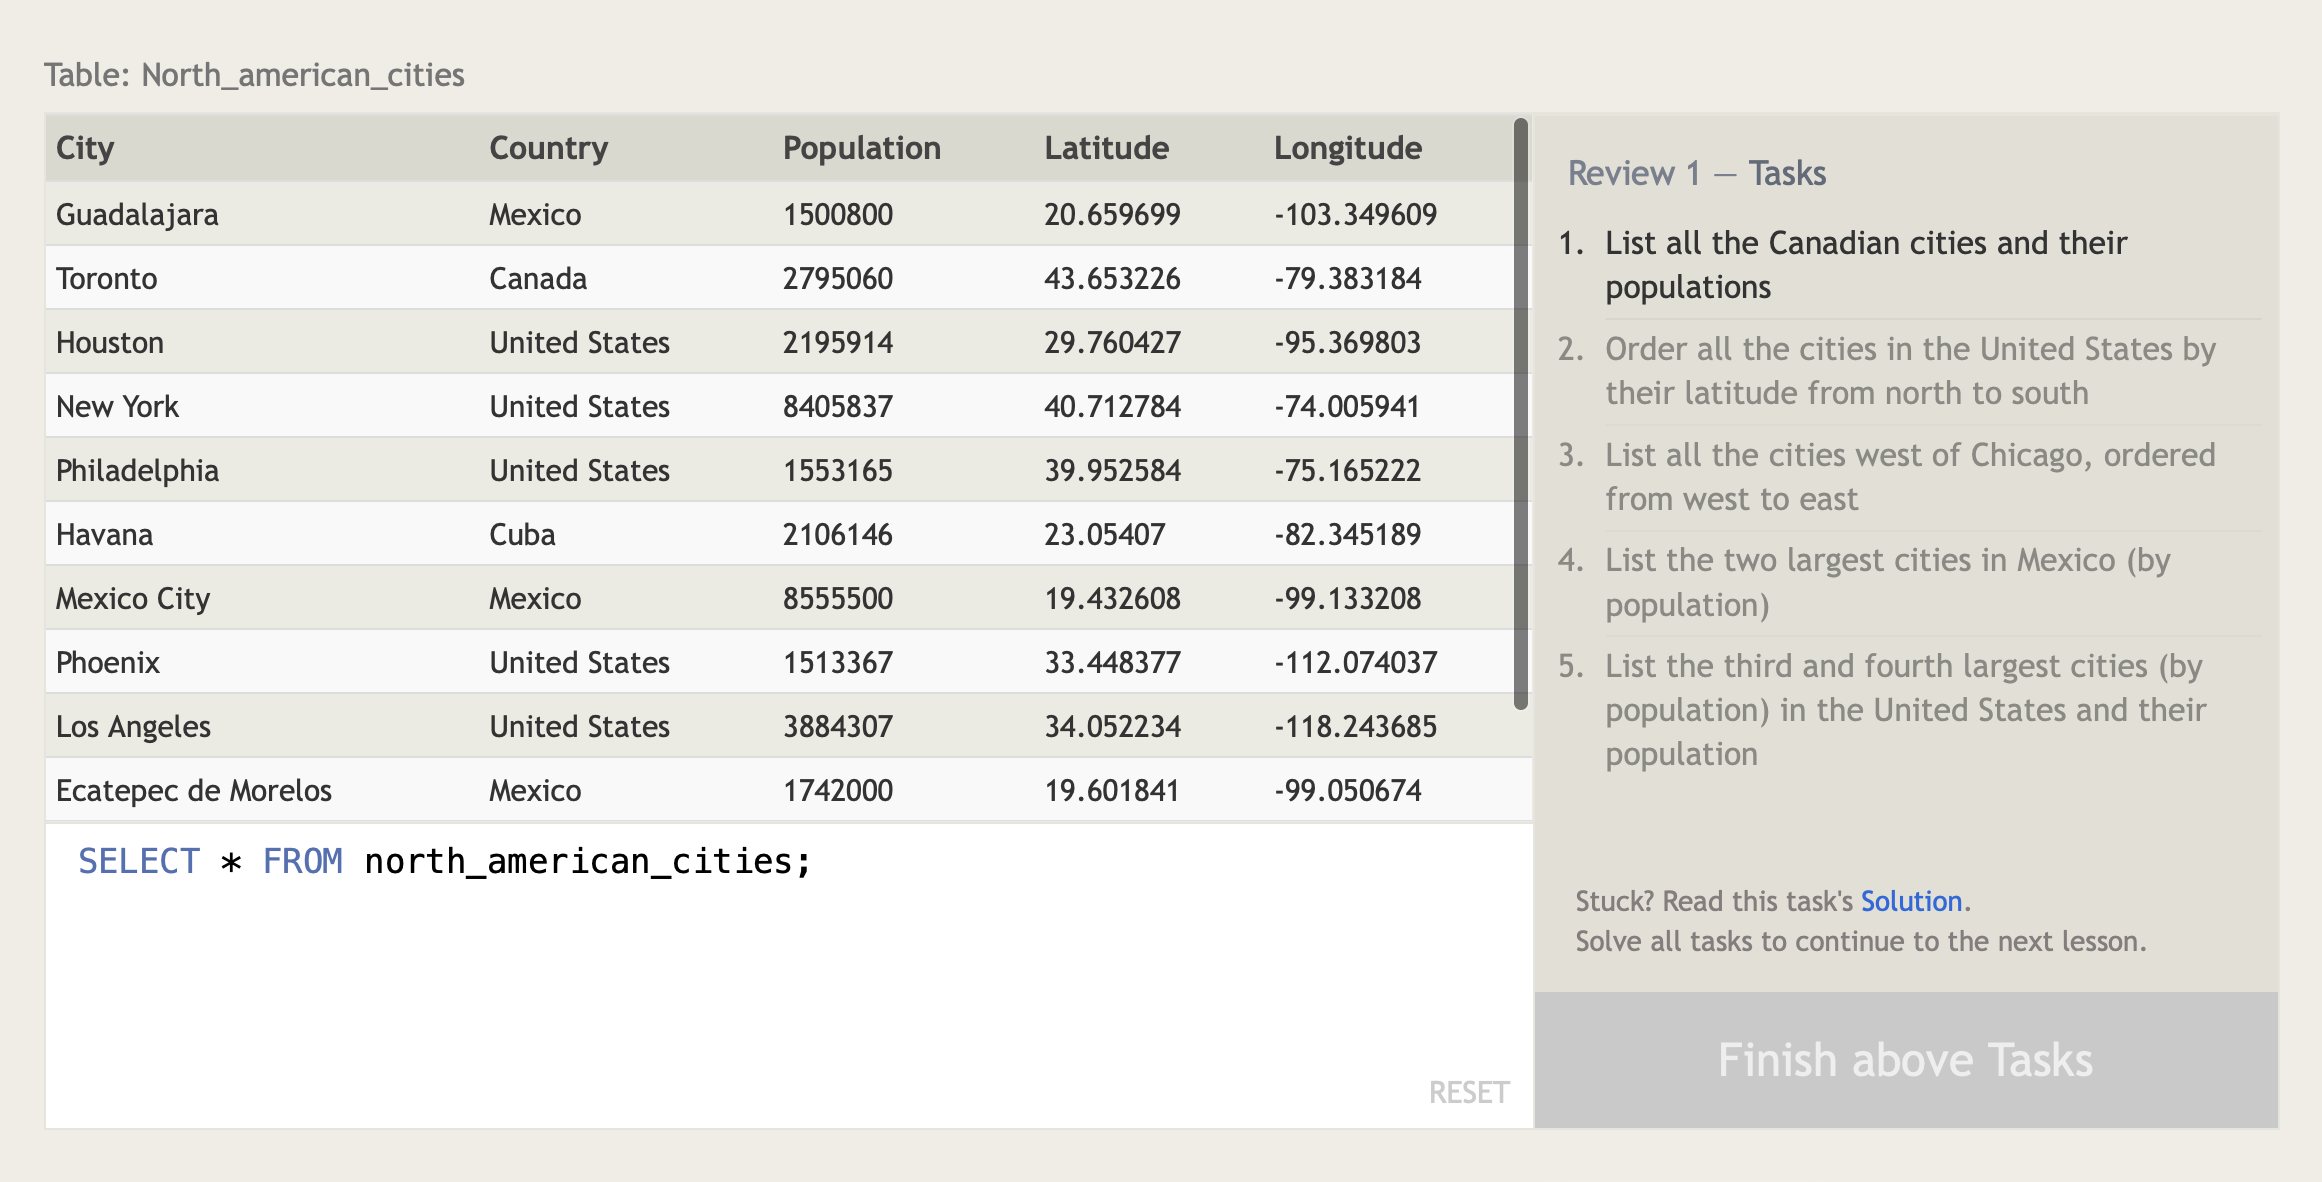 Table: North_american_cities
City Country Population Latitude Longitude
Guadalajara Mexico 1500800 20.659699 -103.349609
Toronto Canada 2795060 43.653226 -79.383184
Houston United States 2195914 29.760427 -95.369803
New York United States 8405837 40.712784 -74.005941
Philadelphia United States 1553165 39.952584 -75.165222
Havana Cuba 2106146 23.05407 -82.345189
Mexico City Mexico 8555500 19.432608 -99.133208
Phoenix United States 1513367 33.448377 -112.074037
Los Angeles United States 3884307 34.052234 -118.243685
Ecatepec de Morelos Mexico 1742000 19.601841 -99.050674
SELECT * FROM north_american_cities;
RESET
Review 1 — Tasks
1. List all the Canadian cities and their
populations
2. Order all the cities in the United States by
their latitude from north to south
3. List all the cities west of Chicago, ordered
from west to east
4. List the two largest cities in Mexico (by
population)
5. List the third and fourth largest cities (by
population) in the United States and their
population
Stuck? Read this task's Solution.
Solve all tasks to continue to the next lesson.
Finish above Tasks